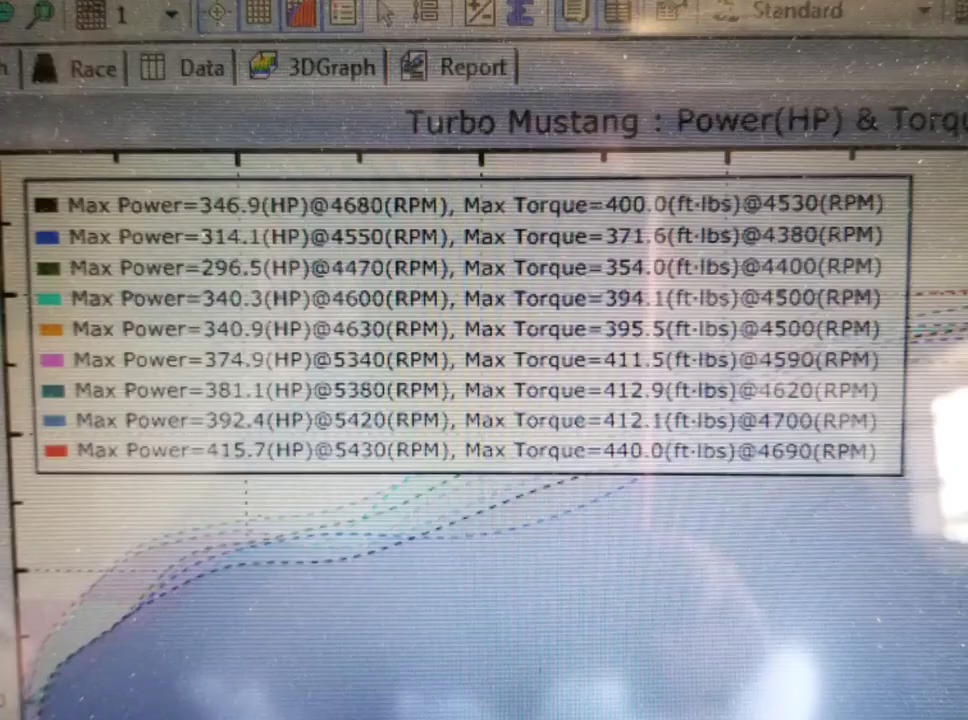 1
Standard
Race Data 3DGraph Report
Turbo Mustang : Power(HP) &
Max Power=346.9(HP)@4680(RPM), Max Torque=400.0(ft·lbs)@4530(RPM)
Max Power=314.1(HP)@4550(RPM), Max Torque=371.6(ft·lbs)@4380(RPM)
Max Power=296.5(HP)@4470(RPM), Max Torque=354.0(ft·lbs)@4400(RPM)
Max Power=340.3(HP)@4600(RPM), Max Torque=394.1(ft·lbs)@4500(RPM)
Max Power=340.9(HP)@4630(RPM), Max Torque=395.5(ft·lbs)@4500(RPM)
Max Power=374.9(HP)@5340(RPM), Max Torque=411.5(ft·lbs)@4590(RPM)
Max Power=381.1(HP)@5380(RPM), Max Torque=412.9(ft·lbs)@4620(RPM)
Max Power=392.4(HP)@5420(RPM), Max Torque=412.1(ft·lbs)@4700(RPM)
Max Power=415.7(HP)@5430(RPM), Max Torque=440.0(ft·lbs)@4690(RPM)